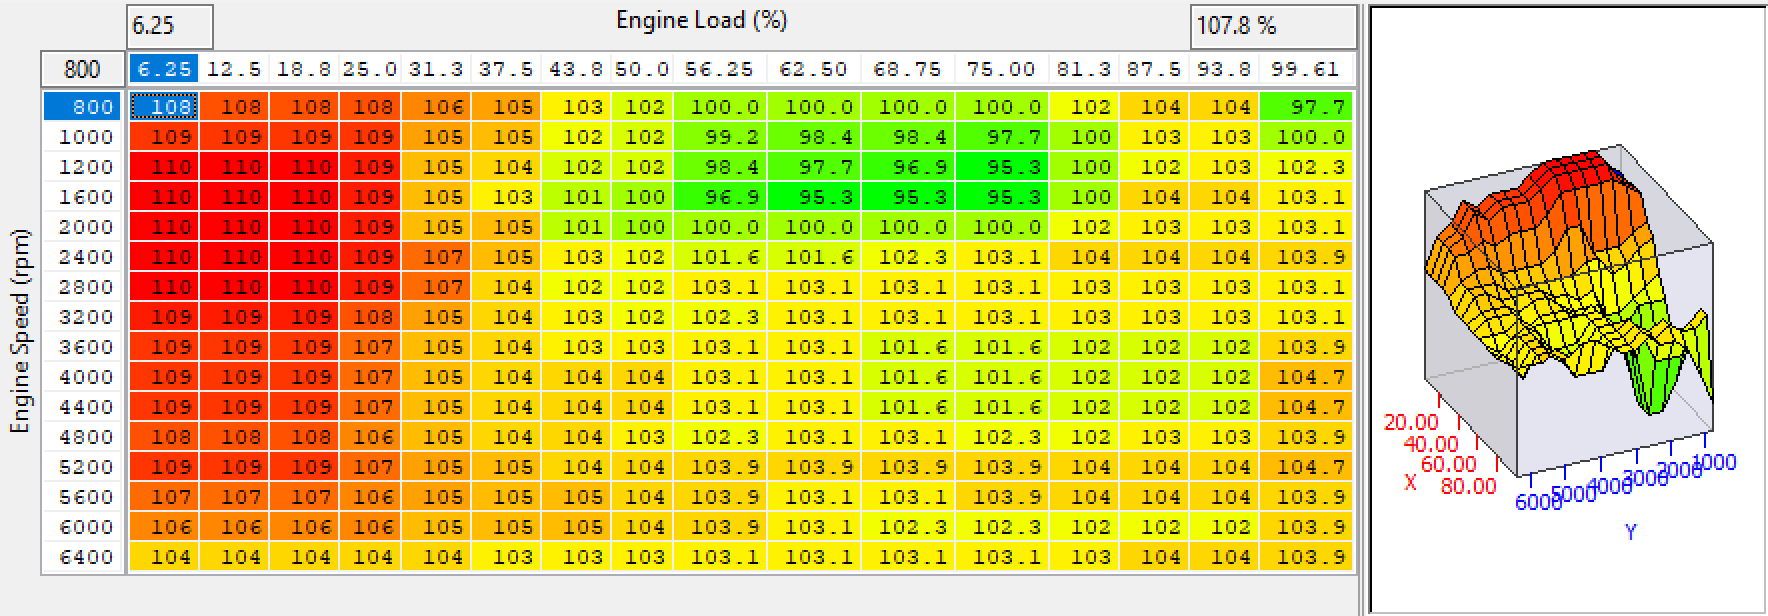 6.25 Engine Load (%) 107.8 %
800 6.25 12.5 18.8 25.0 31.3 37.5 43.8 50.0 56.25 62.50 68.75 75.00 81.3 87.5 93.8 99.61
800 108 108 108 108 106 105 103 102 100.0 100.0 100.0 100.0 102 104 104 97.7
1000 109 109 109 109 105 105 102 102 99.2 98.4 98.4 97.7 100 103 103 100.0
1200 110 110 110 109 105 104 102 102 98.4 97.7 96.9 95.3 100 102 103 102.3
1600 110 110 110 109 105 103 101 100 96.9 95.3 95.3 95.3 100 104 104 103.1
2000 110 110 110 109 105 105 101 100 100.0 100.0 100.0 100.0 102 103 103 103.1
2400 110 110 110 109 107 105 103 102 101.6 101.6 102.3 103.1 104 104 104 103.9
2800 110 110 110 109 107 104 102 102 103.1 103.1 103.1 103.1 103 103 103 103.1
3200 109 109 109 108 105 104 103 102 102.3 103.1 103.1 103.1 103 103 103 103.1
3600 109 109 109 107 105 104 103 103 103.1 103.1 101.6 101.6 102 102 102 103.9
4000 109 109 109 107 105 104 104 104 103.1 103.1 101.6 101.6 102 102 102 104.7
4400 109 109 109 107 105 104 104 104 103.1 103.1 101.6 101.6 102 102 102 104.7
4800 108 108 108 106 105 104 104 103 102.3 103.1 103.1 102.3 102 103 103 103.9
5200 109 109 109 107 105 105 104 104 103.9 103.9 103.9 103.9 104 104 104 104.7
5600 107 107 107 106 105 105 105 104 103.9 103.1 103.1 103.9 104 104 104 103.9
6000 106 106 106 106 105 105 105 104 103.9 103.1 102.3 102.3 102 102 102 103.9
6400 104 104 104 104 104 103 103 103 103.1 103.1 103.1 103.1 103 104 104 103.9
Engine Speed (rpm)
20.00
40.00
60.00
80.00
X
6000 5000 4000 3000 2000 1000
Y